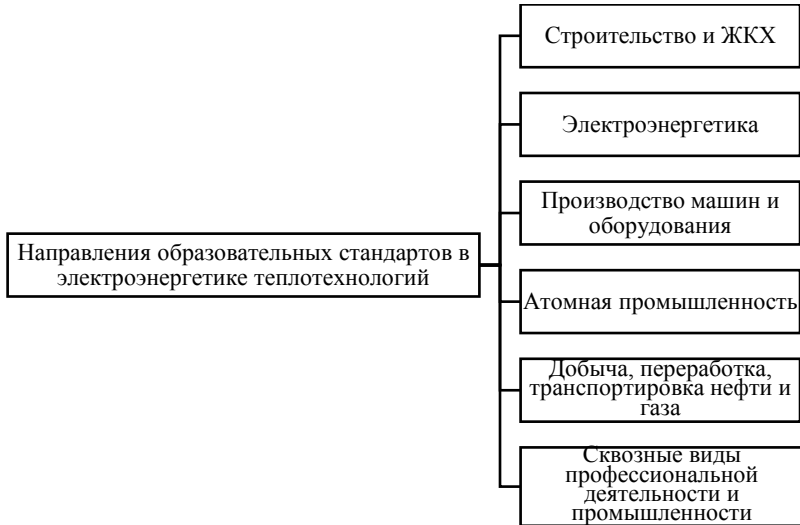 Строительство и ЖКХ
Электроэнергетика
Производство машин и
оборудования
Направления образовательных стандартов в
электроэнергетике теплотехнологий
Атомная промышленность
Добыча, переработка,
транспортировка нефти и
газа
Сквозные виды
профессиональной
деятельности и
промышленности